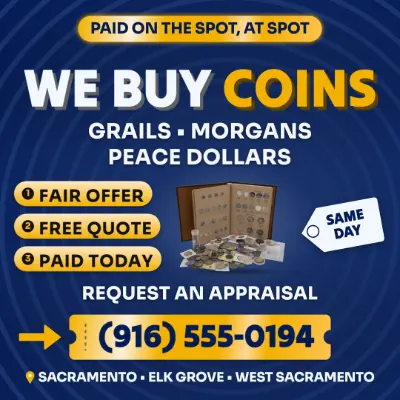 PAID ON THE SPOT, AT SPOT
WE BUY COINS
GRAILS • MORGANS
PEACE DOLLARS
1 FAIR OFFER
2 FREE QUOTE
3 PAID TODAY
SAME
DAY
REQUEST AN APPRAISAL
(916) 555-0194
SACRAMENTO • ELK GROVE • WEST SACRAMENTO